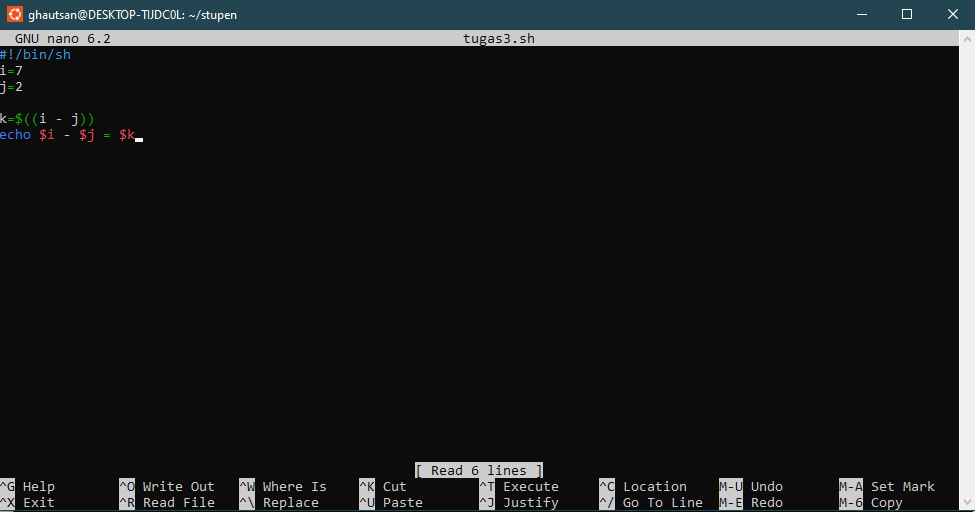 ghautsan@DESKTOP-TIJDC0L: ~/stupen
GNU nano 6.2 tugas3.sh
#!/bin/sh
i=7
j=2
k=$((i - j))
echo $i - $j = $k
[ Read 6 lines ]
^G Help ^O Write Out ^W Where Is ^K Cut ^T Execute ^C Location M-U Undo M-A Set Mark
^X Exit ^R Read File ^\ Replace ^U Paste ^J Justify ^/ Go To Line M-E Redo M-6 Copy